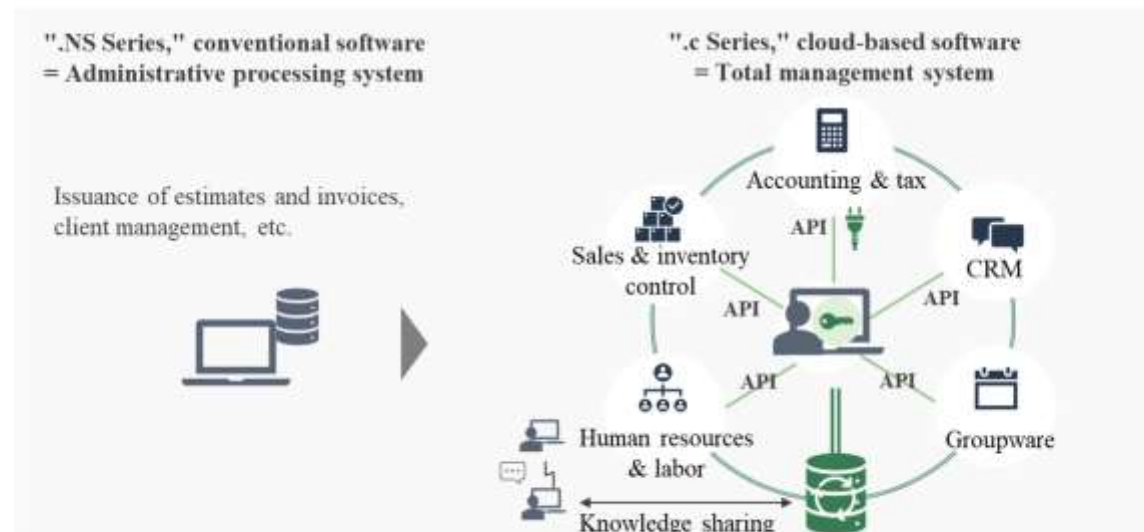 ".NS Series," conventional software
= Administrative processing system
Issuance of estimates and invoices,
client management, etc.
".c Series," cloud-based software
= Total management system
Accounting & tax
API
Sales & inventory
control
CRM
API
API
API
API
Human resources
& labor
Groupware
Knowledge sharing